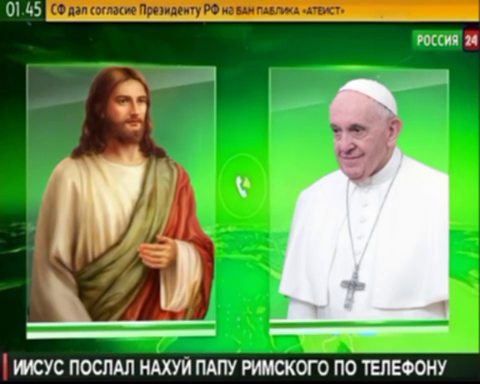 01.45 СФ дал согласие Президенту РФ на БАН ПАБЛИКА «АТЕИСТ»
РОССИЯ 24
ИИСУС ПОСЛАЛ НАХУЙ ПАПУ РИМСКОГО ПО ТЕЛЕФОНУ